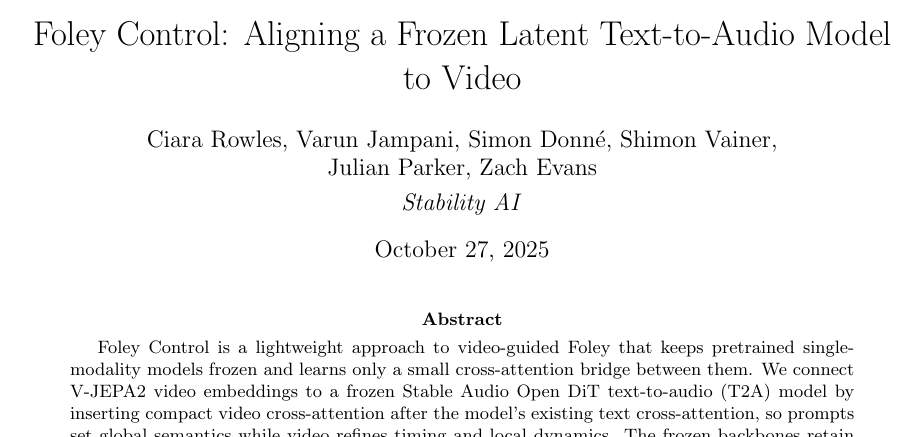 Foley Control: Aligning a Frozen Latent Text-to-Audio Model
to Video
Ciara Rowles, Varun Jampani, Simon Donné, Shimon Vainer,
Julian Parker, Zach Evans
Stability AI
October 27, 2025
Abstract
Foley Control is a lightweight approach to video-guided Foley that keeps pretrained single-
modality models frozen and learns only a small cross-attention bridge between them. We connect
V-JEPA2 video embeddings to a frozen Stable Audio Open DiT text-to-audio (T2A) model by
inserting compact video cross-attention after the model's existing text cross-attention, so prompts
set global semantics while video refines timing and local dynamics. The frozen backbones retain